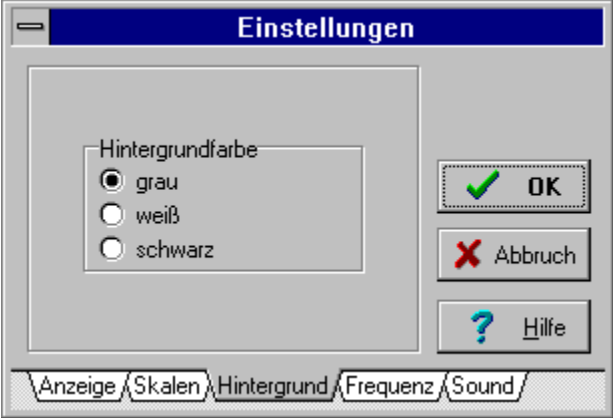 Einstellungen
Hintergrundfarbe
grau
weiß
schwarz
OK
Abbruch
Hilfe
Anzeige Skalen Hintergrund Frequenz Sound